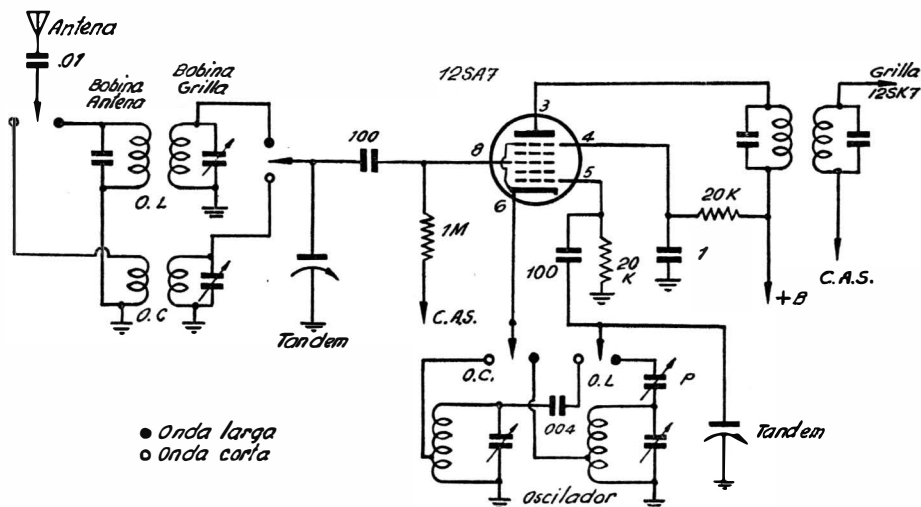 Antena
.01
Bobina
Antena
Bobina
Grilla
O.L
O.C
100
Tandem
1M
C.A.S.
12SA7
3
8
4
5
6
100
20
K
20K
1
+B
Grilla
12SK7
C.A.S.
O.C.
O.L
P
004
Tandem
Oscilador
Onda larga
Onda corta